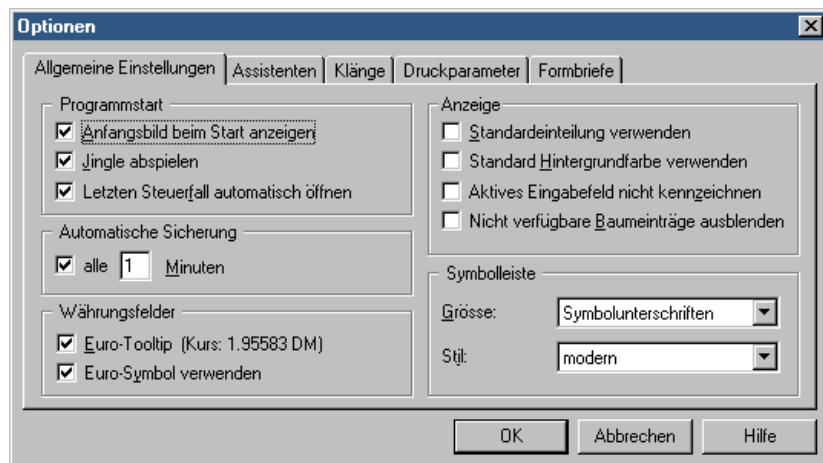 Optionen
Allgemeine Einstellungen Assistenten Klänge Druckparameter Formbriefe
Programmstart
Anfangsbild beim Start anzeigen
Jingle abspielen
Letzten Steuerfall automatisch öffnen
Automatische Sicherung
alle 1 Minuten
Währungsfelder
Euro-Tooltip (Kurs: 1.95583 DM)
Euro-Symbol verwenden
Anzeige
Standardeinteilung verwenden
Standard Hintergrundfarbe verwenden
Aktives Eingabefeld nicht kennzeichnen
Nicht verfügbare Baumeinträge ausblenden
Symbolleiste
Grösse: Symbolunterschriften
Stil: modern
OK Abbrechen Hilfe